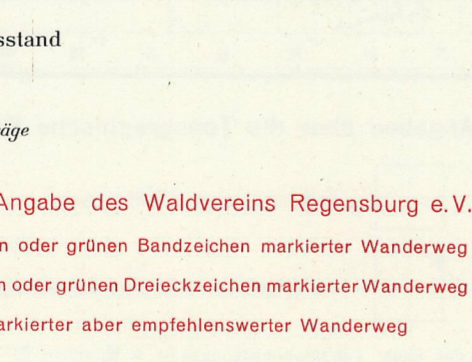 sstand
räge
Angabe des Waldvereins Regensburg e.V.
n oder grünen Bandzeichen markierter Wanderweg
n oder grünen Dreieckzeichen markierter Wanderweg
arkierter aber empfehlenswerter Wanderweg